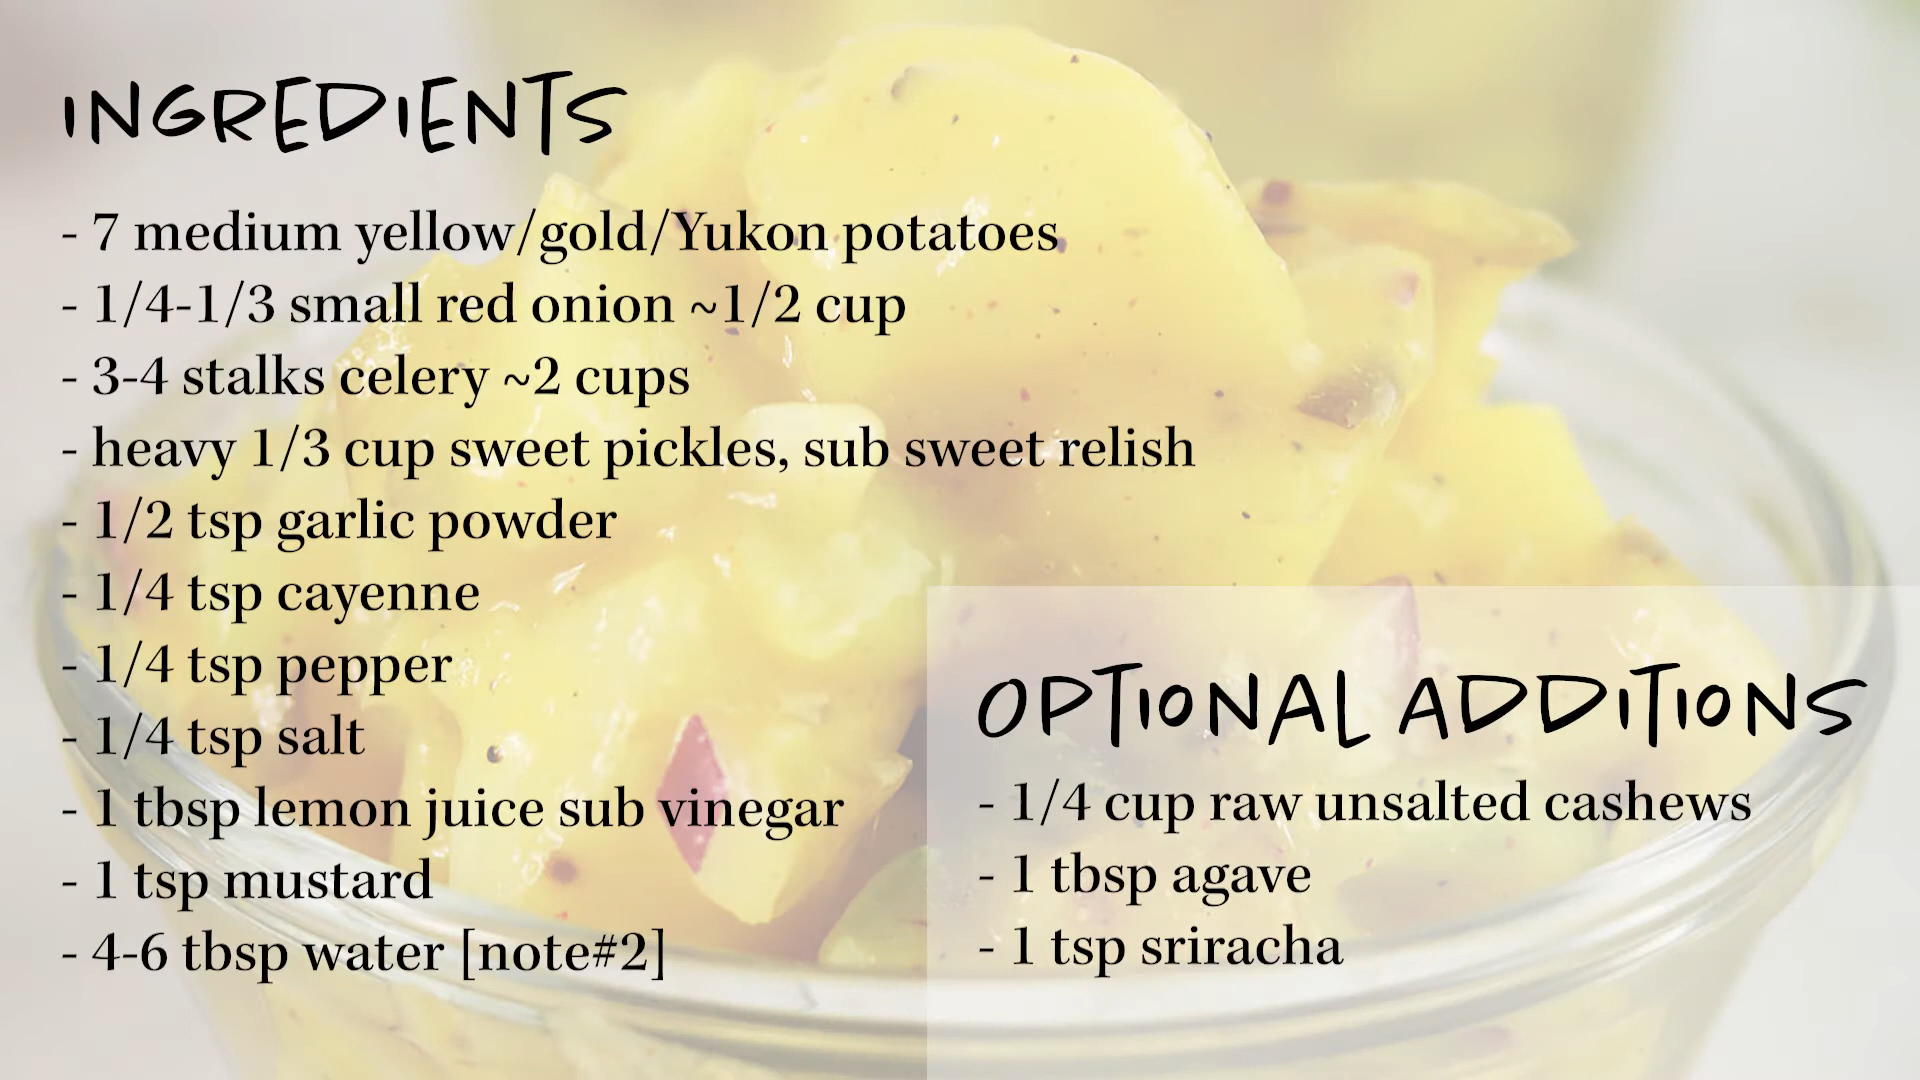 INGREDIENTS
- 7 medium yellow/gold/Yukon potatoes
- 1/4-1/3 small red onion ~1/2 cup
- 3-4 stalks celery ~2 cups
- heavy 1/3 cup sweet pickles, sub sweet relish
- 1/2 tsp garlic powder
- 1/4 tsp cayenne
- 1/4 tsp pepper
- 1/4 tsp salt
- 1 tbsp lemon juice sub vinegar
- 1 tsp mustard
- 4-6 tbsp water [note#2]
OPTIONAL ADDITIONS
- 1/4 cup raw unsalted cashews
- 1 tbsp agave
- 1 tsp sriracha